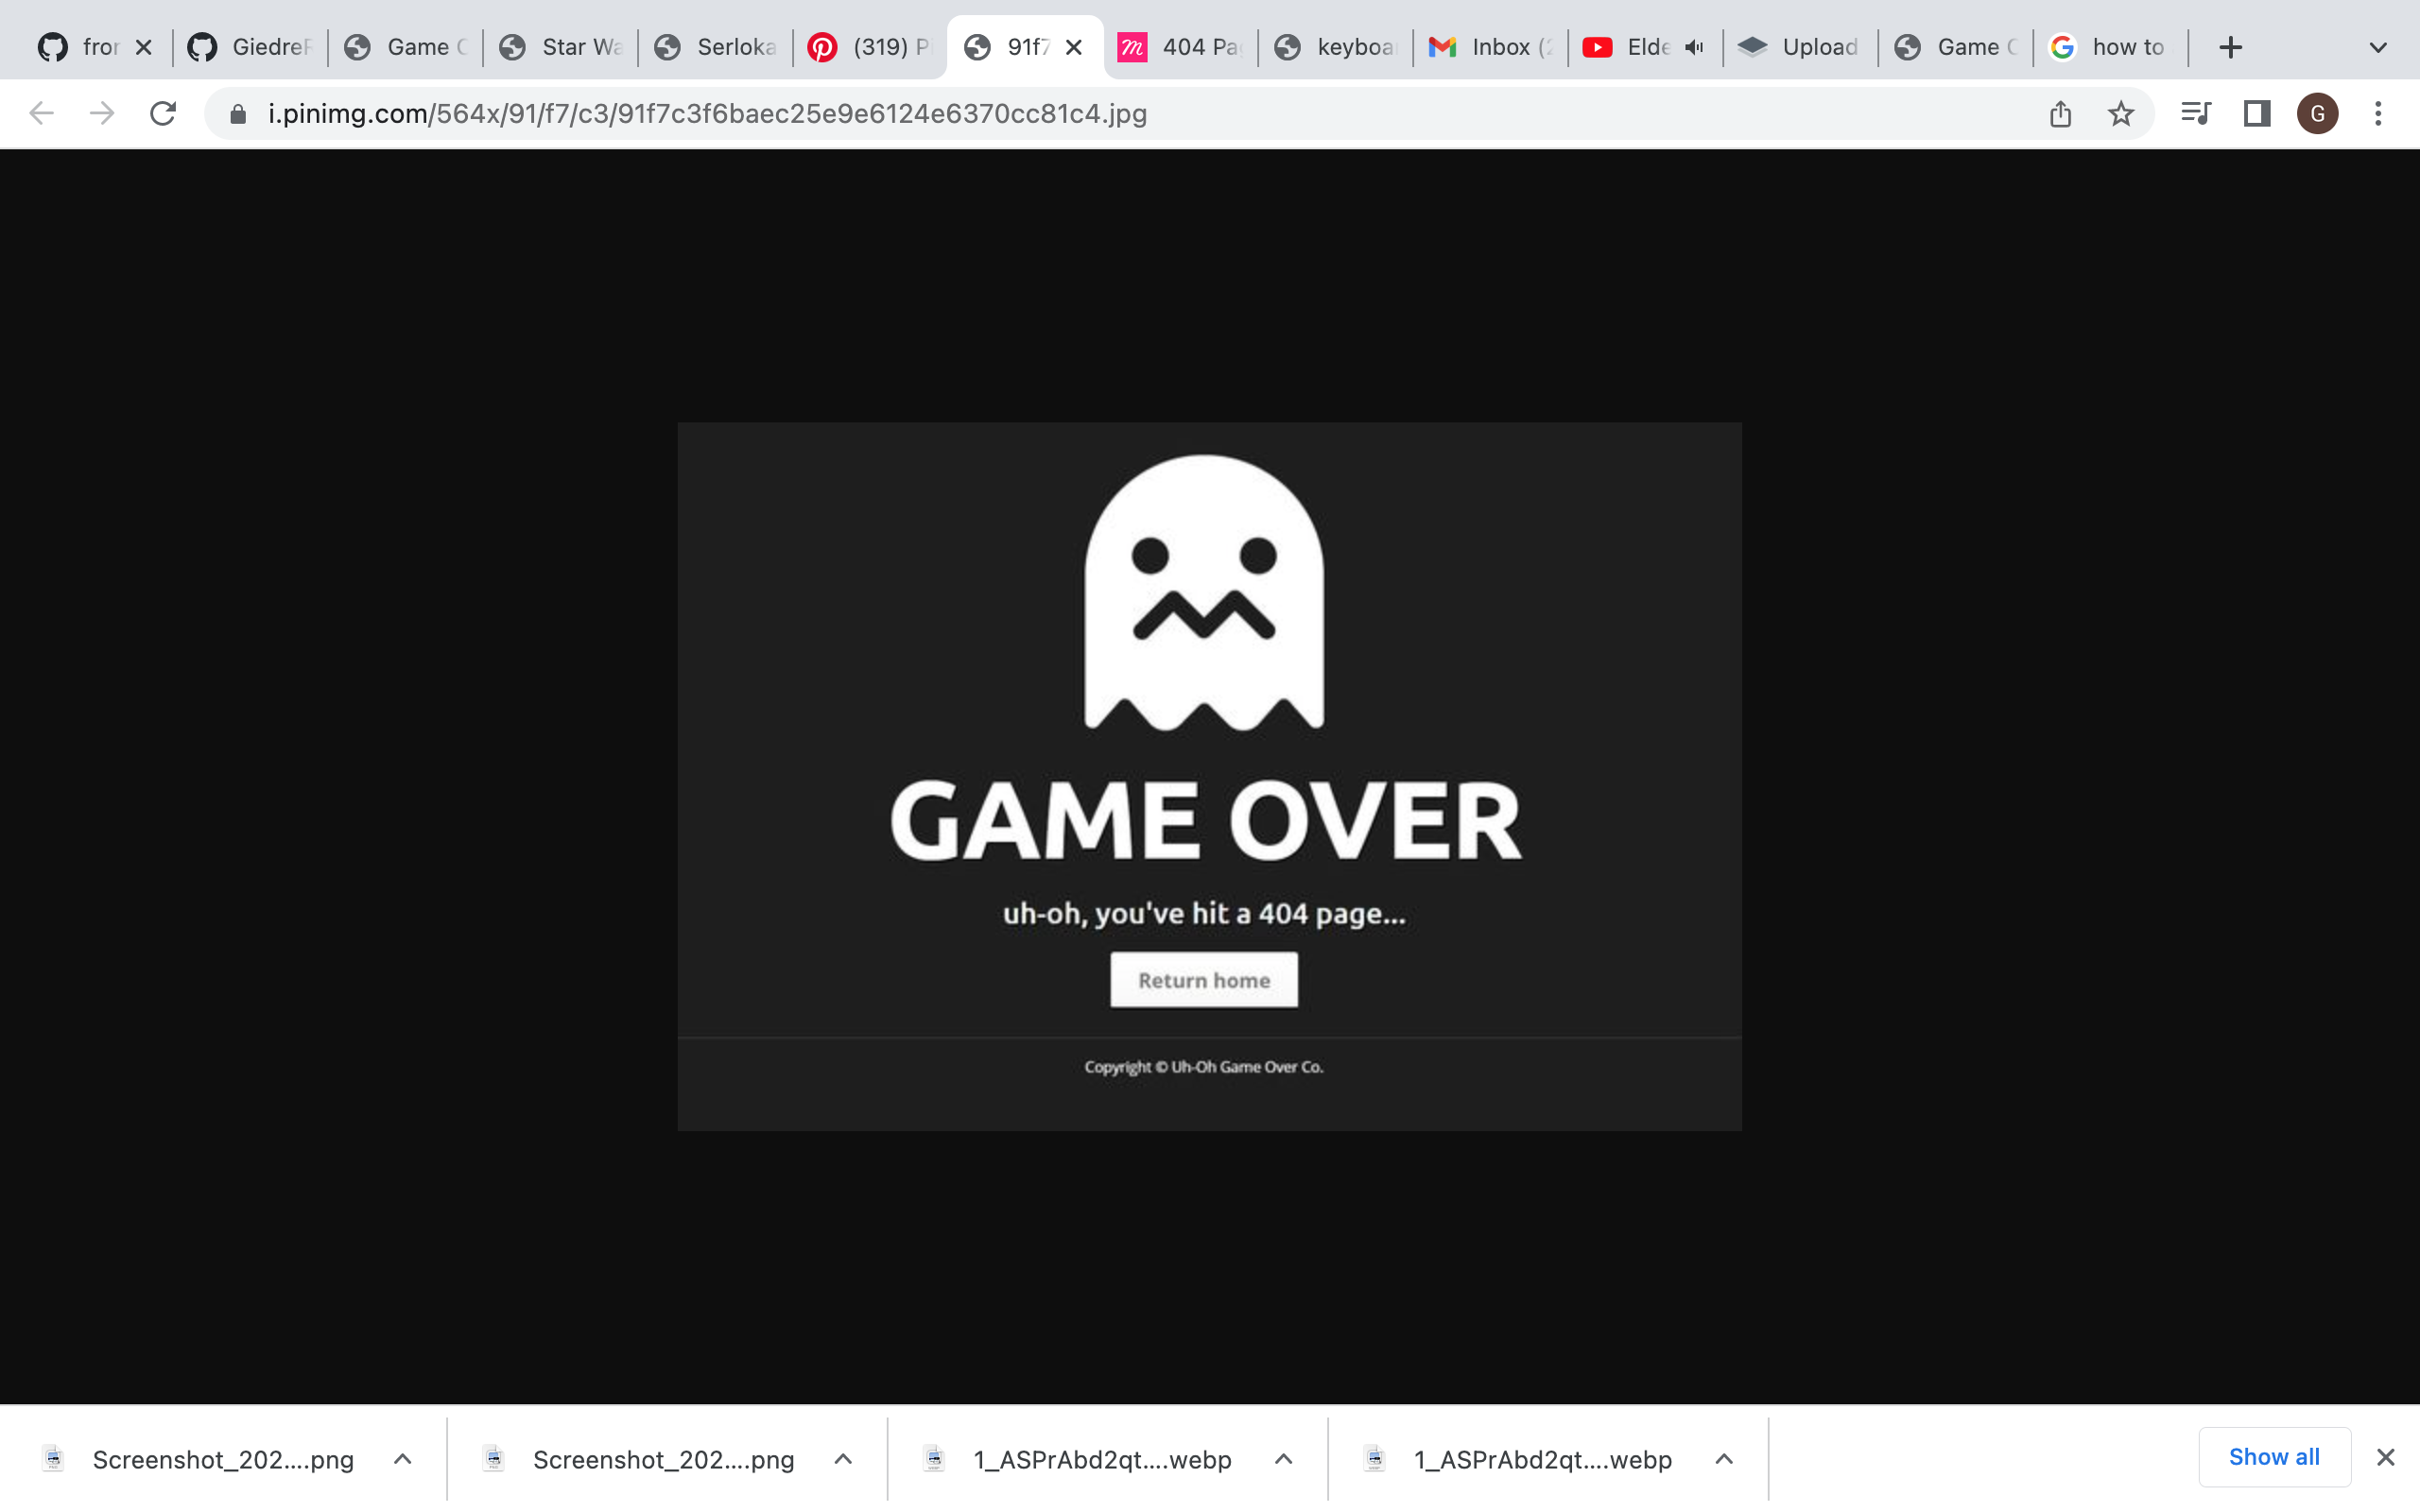 fror
GiedreR
Game C
Star Wa
Serloka
(319) Pi
91f7
404 Pa
keyboar
Inbox (2
Elde
Upload
Game C
how to
i.pinimg.com/564x/91/f7/c3/91f7c3f6baec25e9e6124e6370cc81c4.jpg
G
GAME OVER
uh-oh, you've hit a 404 page...
Return home
Copyright © Uh-Oh Game Over Co.
Screenshot_202....png
Screenshot_202....png
1_ASPrAbd2qt....webp
1_ASPrAbd2qt....webp
Show all